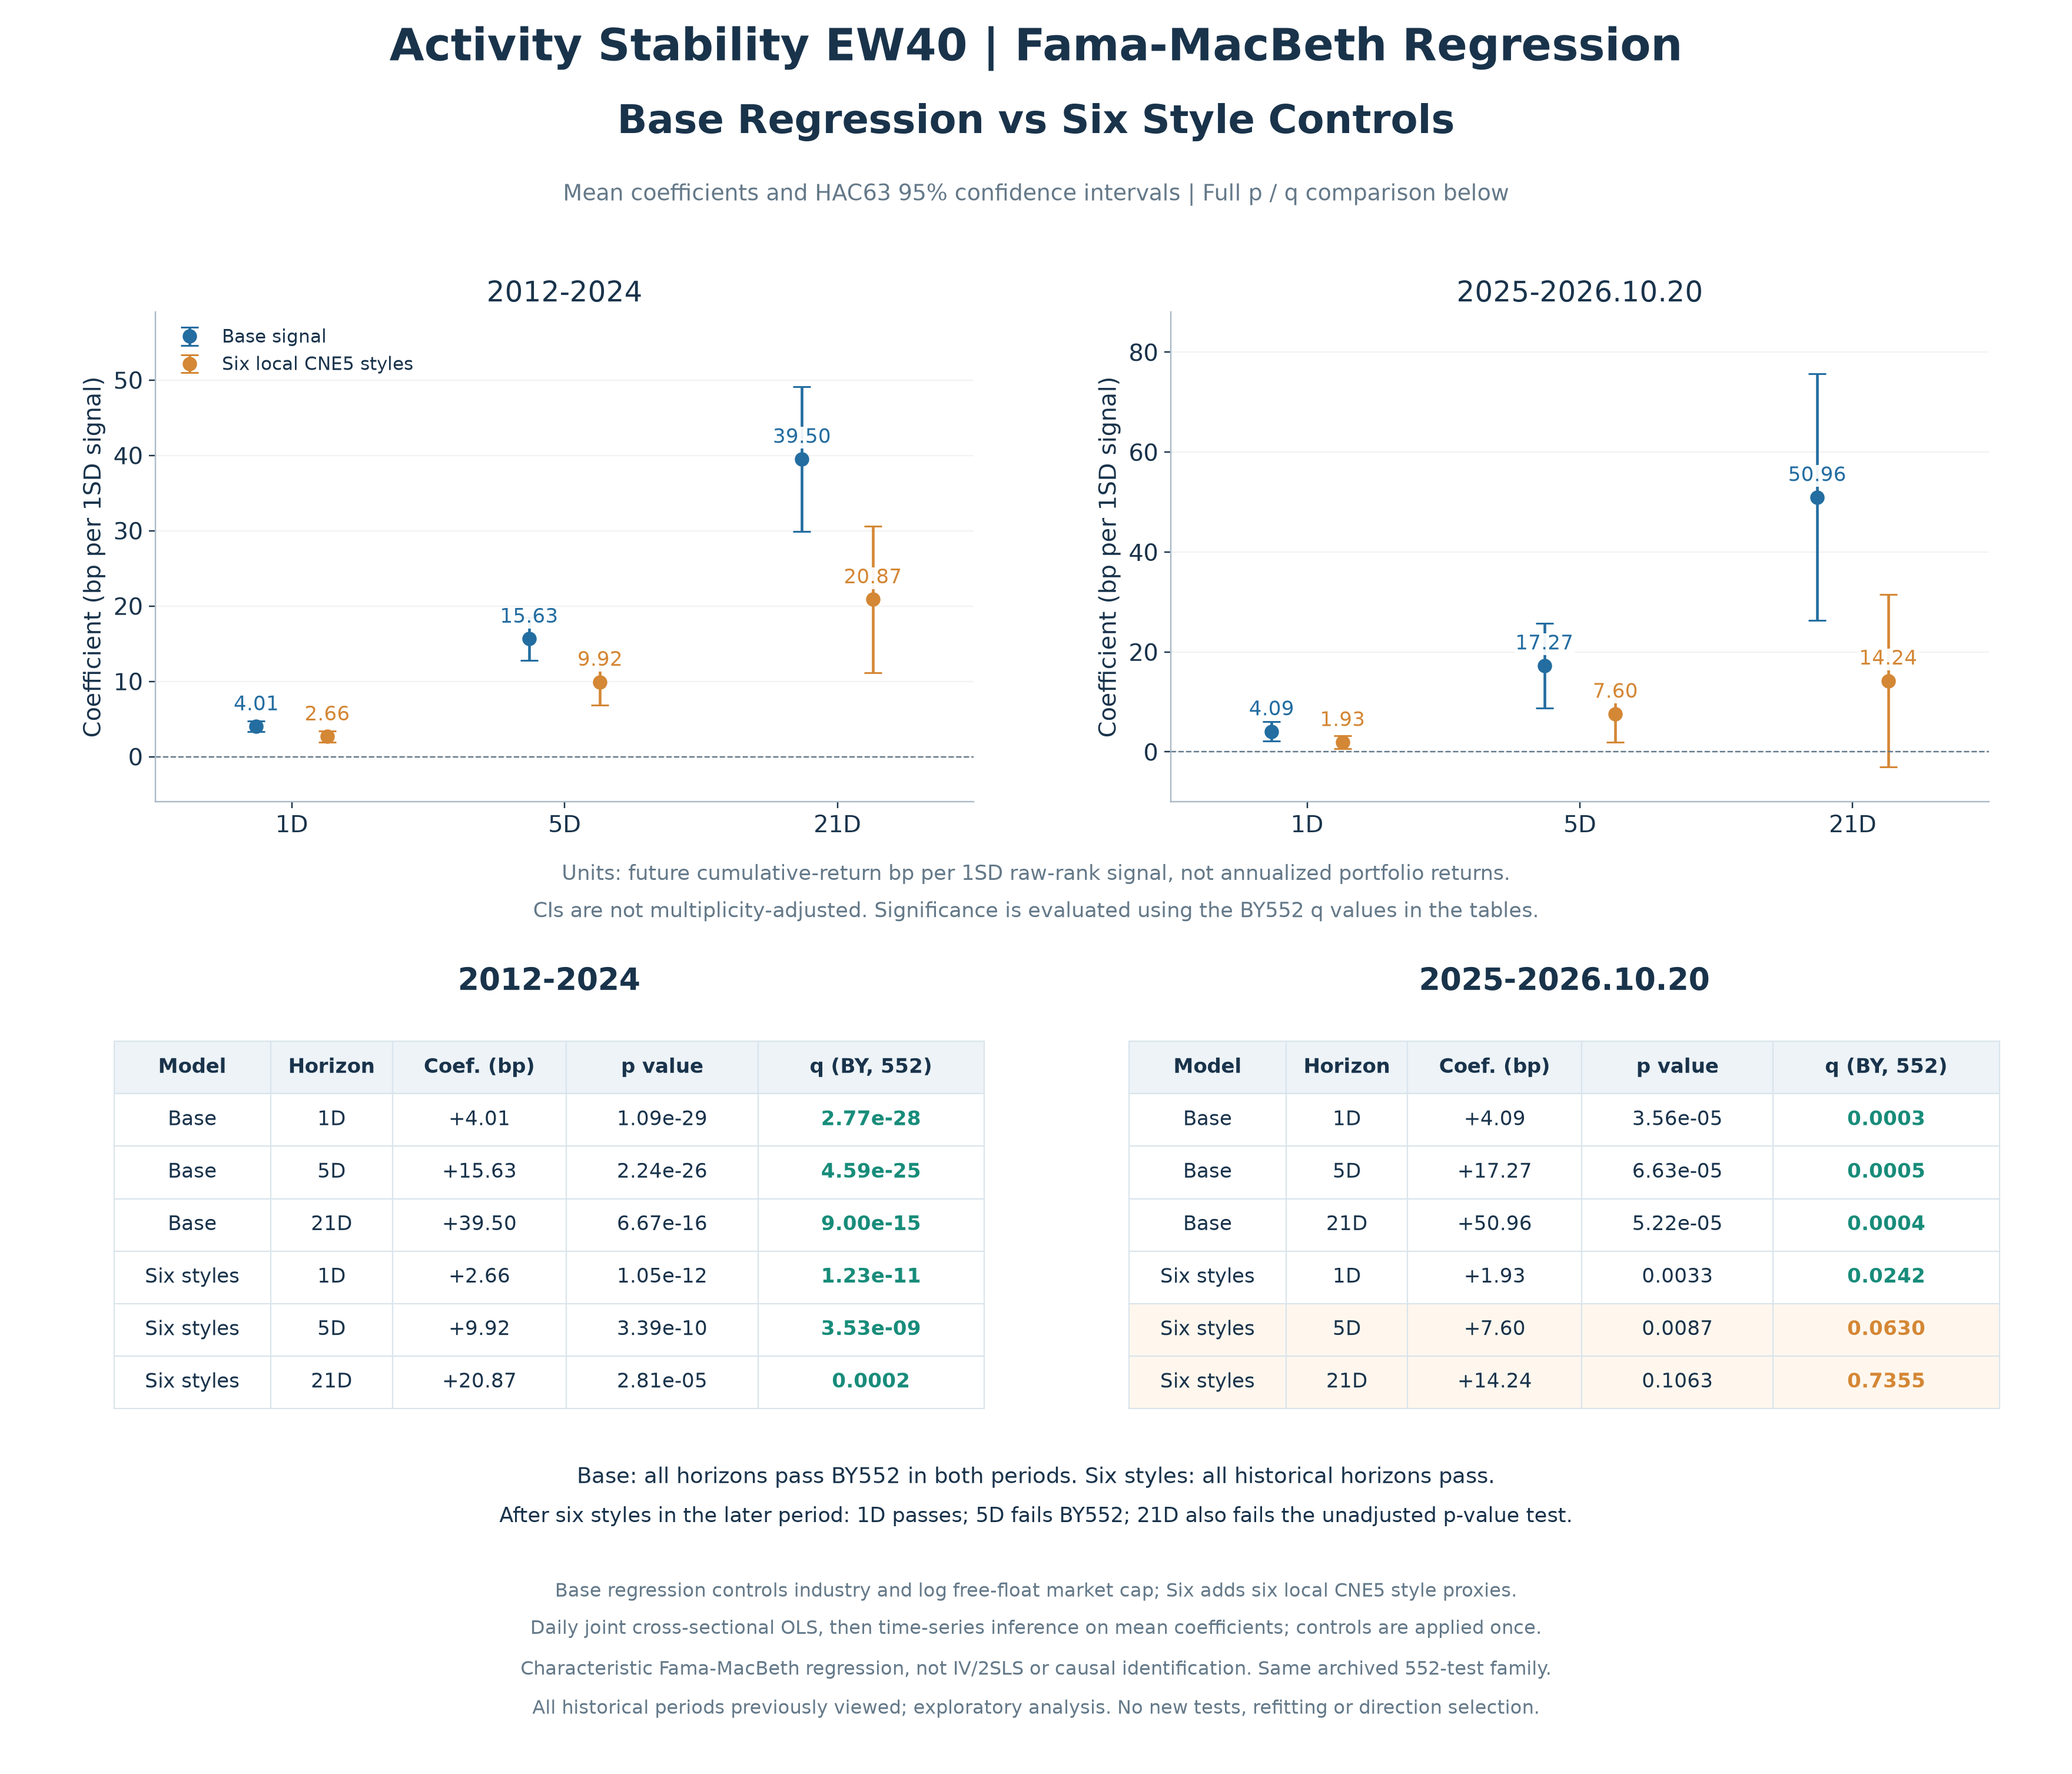 Activity Stability EW40 | Fama-MacBeth Regression
Base Regression vs Six Style Controls
Mean coefficients and HAC63 95% confidence intervals | Full p / q comparison below
2012-2024
Base signal
Six local CNE5 styles
Coefficient (bp per 1SD signal)
50
40
30
20
10
0
4.01
2.66
15.63
9.92
39.50
20.87
1D
5D
21D
2025-2026.10.20
Coefficient (bp per 1SD signal)
80
60
40
20
0
4.09
1.93
17.27
7.60
50.96
14.24
1D
5D
21D
Units: future cumulative-return bp per 1SD raw-rank signal, not annualized portfolio returns.
CIs are not multiplicity-adjusted. Significance is evaluated using the BY552 q values in the tables.
2012-2024
Model Horizon Coef. (bp) p value q (BY, 552)
Base 1D +4.01 1.09e-29 2.77e-28
Base 5D +15.63 2.24e-26 4.59e-25
Base 21D +39.50 6.67e-16 9.00e-15
Six styles 1D +2.66 1.05e-12 1.23e-11
Six styles 5D +9.92 3.39e-10 3.53e-09
Six styles 21D +20.87 2.81e-05 0.0002
2025-2026.10.20
Model Horizon Coef. (bp) p value q (BY, 552)
Base 1D +4.09 3.56e-05 0.0003
Base 5D +17.27 6.63e-05 0.0005
Base 21D +50.96 5.22e-05 0.0004
Six styles 1D +1.93 0.0033 0.0242
Six styles 5D +7.60 0.0087 0.0630
Six styles 21D +14.24 0.1063 0.7355
Base: all horizons pass BY552 in both periods. Six styles: all historical horizons pass.
After six styles in the later period: 1D passes; 5D fails BY552; 21D also fails the unadjusted p-value test.
Base regression controls industry and log free-float market cap; Six adds six local CNE5 style proxies.
Daily joint cross-sectional OLS, then time-series inference on mean coefficients; controls are applied once.
Characteristic Fama-MacBeth regression, not IV/2SLS or causal identification. Same archived 552-test family.
All historical periods previously viewed; exploratory analysis. No new tests, refitting or direction selection.